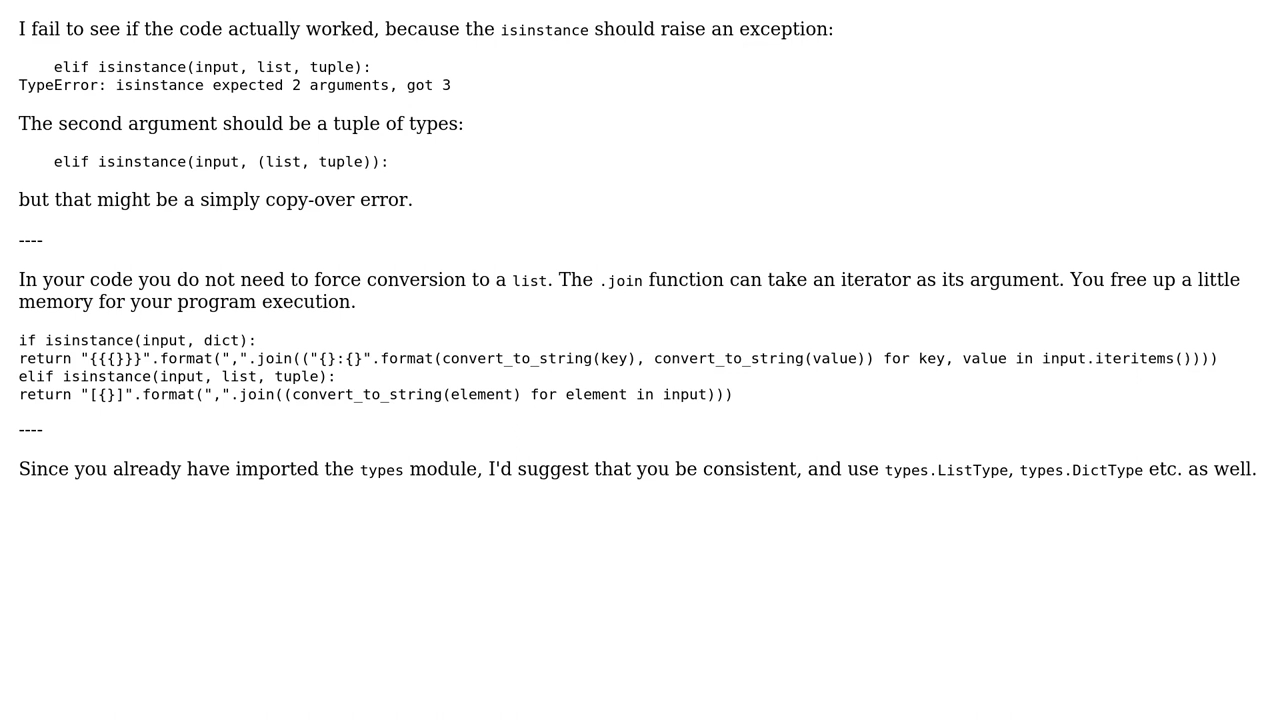 I fail to see if the code actually worked, because the isinstance should raise an exception:
    elif isinstance(input, list, tuple):
TypeError: isinstance expected 2 arguments, got 3
The second argument should be a tuple of types:
    elif isinstance(input, (list, tuple)):
but that might be a simply copy-over error.
----
In your code you do not need to force conversion to a list. The .join function can take an iterator as its argument. You free up a little
memory for your program execution.
if isinstance(input, dict):
return "{{{}}}".format(",".join(("{}:{}".format(convert_to_string(key), convert_to_string(value)) for key, value in input.iteritems())))
elif isinstance(input, list, tuple):
return "[{}]".format(",".join((convert_to_string(element) for element in input)))
----
Since you already have imported the types module, I'd suggest that you be consistent, and use types.ListType, types.DictType etc. as well.